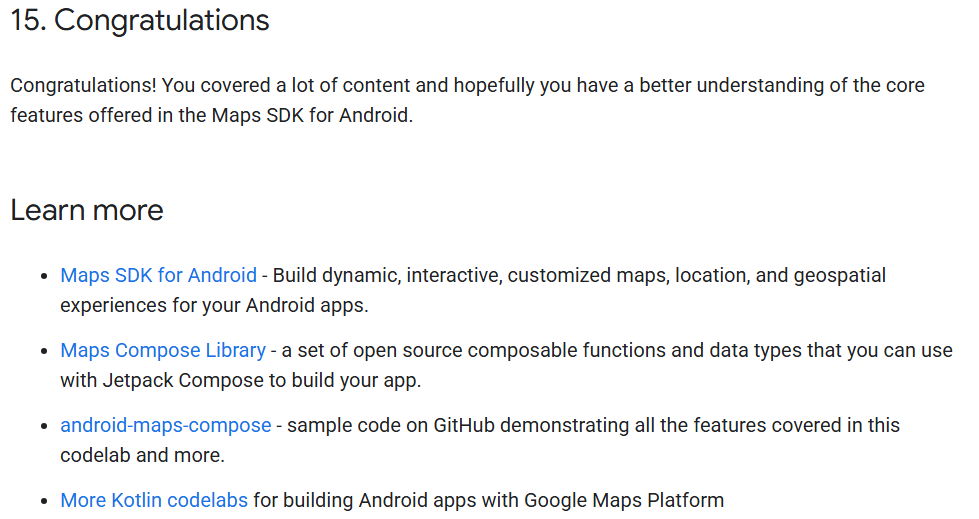 15. Congratulations
Congratulations! You covered a lot of content and hopefully you have a better understanding of the core
features offered in the Maps SDK for Android.
Learn more
• Maps SDK for Android - Build dynamic, interactive, customized maps, location, and geospatial
experiences for your Android apps.
• Maps Compose Library - a set of open source composable functions and data types that you can use
with Jetpack Compose to build your app.
• android-maps-compose - sample code on GitHub demonstrating all the features covered in this
codelab and more.
• More Kotlin codelabs for building Android apps with Google Maps Platform